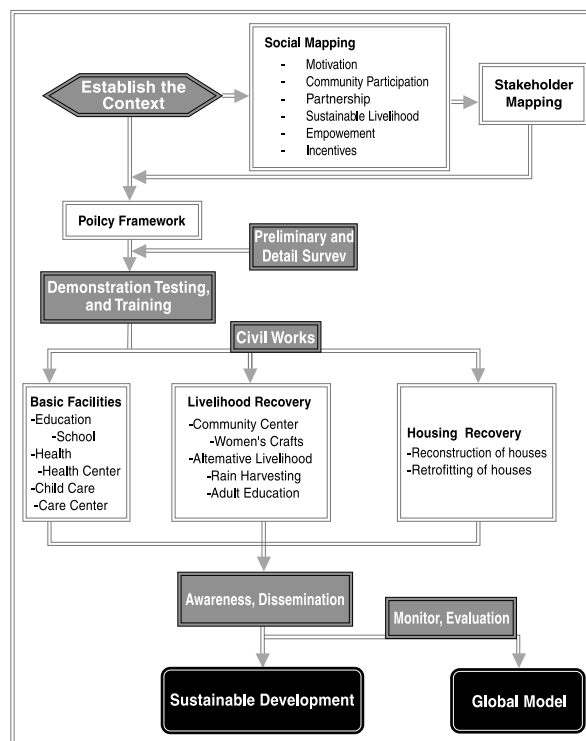 Social Mapping
- Motivation
- Community Participation
- Partnership
- Sustainable Livelihood
- Empowerment
- Incentives
Establish the
Context
Stakeholder
Mapping
Poilcy Framework
Preliminary and
Detail Survev
Demonstration Testing,
and Training
Civil Works
Basic Facilities
-Education
-School
-Health
-Health Center
-Child Care
-Care Center
Livelihood Recovery
-Community Center
-Women's Crafts
-Alternative Livelihood
-Rain Harvesting
-Adult Education
Housing Recovery
-Reconstruction of houses
-Retrofitting of houses
Awareness, Dissemination
Monitor, Evaluation
Sustainable Development
Global Model